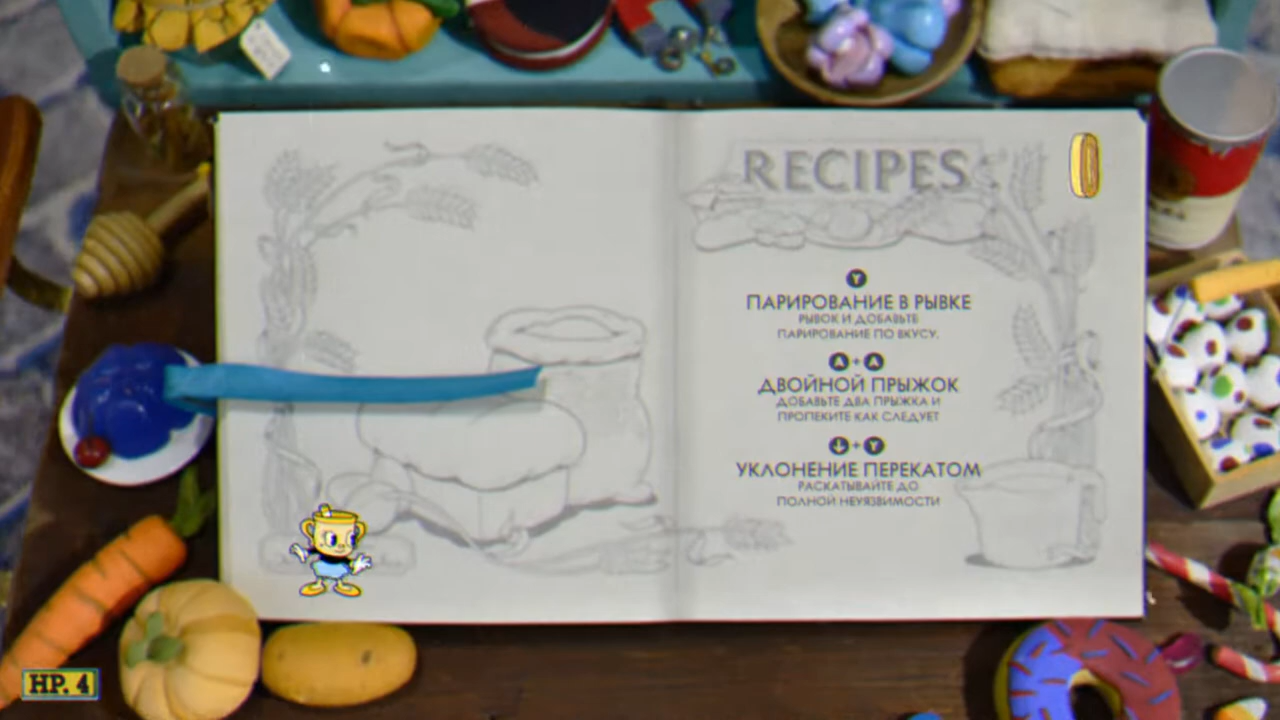 RECIPES
Y
ПАРИРОВАНИЕ В РЫВКЕ
РЫВОК И ДОБАВЬТЕ
ПАРИРОВАНИЕ ПО ВКУСУ.
A + A
ДВОЙНОЙ ПРЫЖОК
ДОБАВЬТЕ ДВА ПРЫЖКА И
ПРОПЕКИТЕ КАК СЛЕДУЕТ
↓ + Y
УКЛОНЕНИЕ ПЕРЕКАТОМ
РАСКАТЫВАЙТЕ ДО
ПОЛНОЙ НЕУЯЗВИМОСТИ
HP. 4